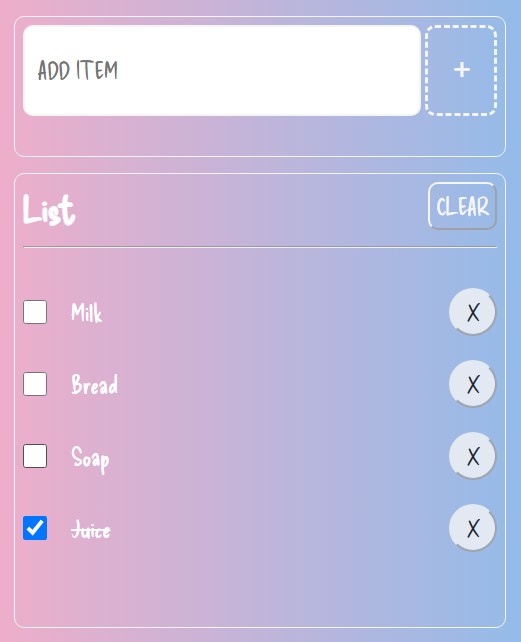 ADD ITEM
+
List
CLEAR
Milk
X
Bread
X
Soap
X
Juice
X